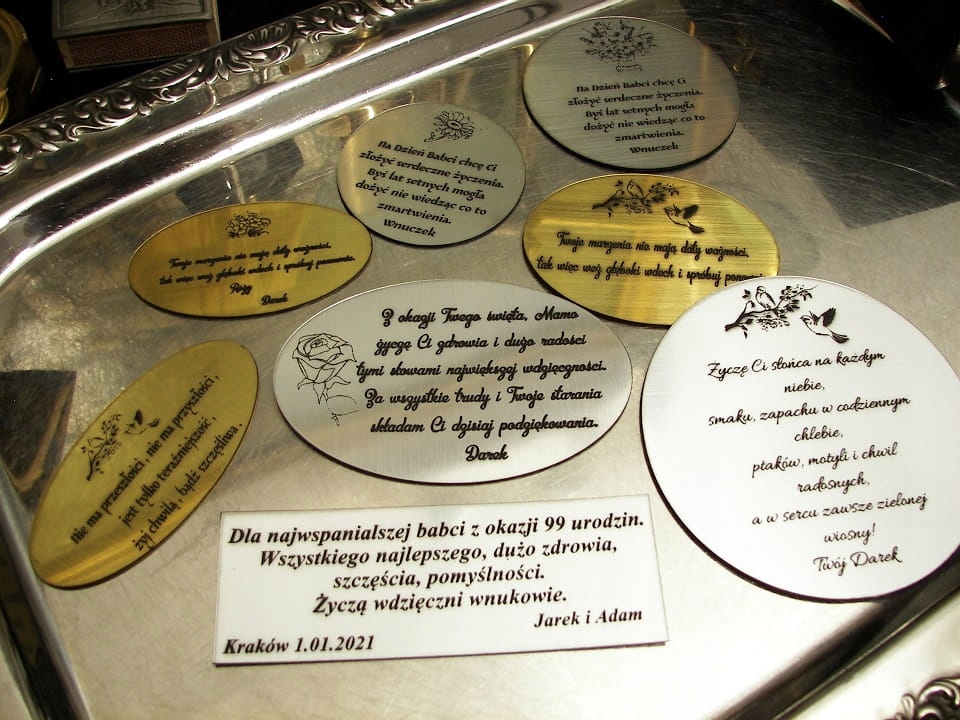 Na Dzień Babci chcę Ci
złożyć serdeczne życzenia.
Byś lat setnych mogła
dożyć nie wiedząc co to
zmartwienia.
Wnuczek
Na Dzień Babci chcę Ci
złożyć serdeczne życzenia.
Byś lat setnych mogła
dożyć nie wiedząc co to
zmartwienia.
Wnuczek
Twoje marzenia nie mają daty ważności,
tak więc weź głęboki wdech i spróbuj ponownie.
Darek
Twoje marzenia nie mają daty ważności,
tak więc weź głęboki wdech i spróbuj
Z okazji Twego święta, Mamo
życzę Ci zdrowia i dużo radości
tymi słowami największej wdzięczności.
Za wszystkie trudy i Twoje starania
składam Ci dzisiaj podziękowania.
Darek
Życzę Ci słońca na każdym
niebie,
smaku, zapachu w codziennym
chlebie,
ptaków, motyli i chwil
radosnych,
a w sercu zawsze zielonej
wiosny!
Twój Darek
nie ma przeszłości, nie ma przyszłości,
jest tylko teraźniejszość,
żyj chwilą, bądź szczęśliwa.
Dla najwspanialszej babci z okazji 99 urodzin.
Wszystkiego najlepszego, dużo zdrowia,
szczęścia, pomyślności.
Życzą wdzięczni wnukowie.
Jarek i Adam
Kraków 1.01.2021